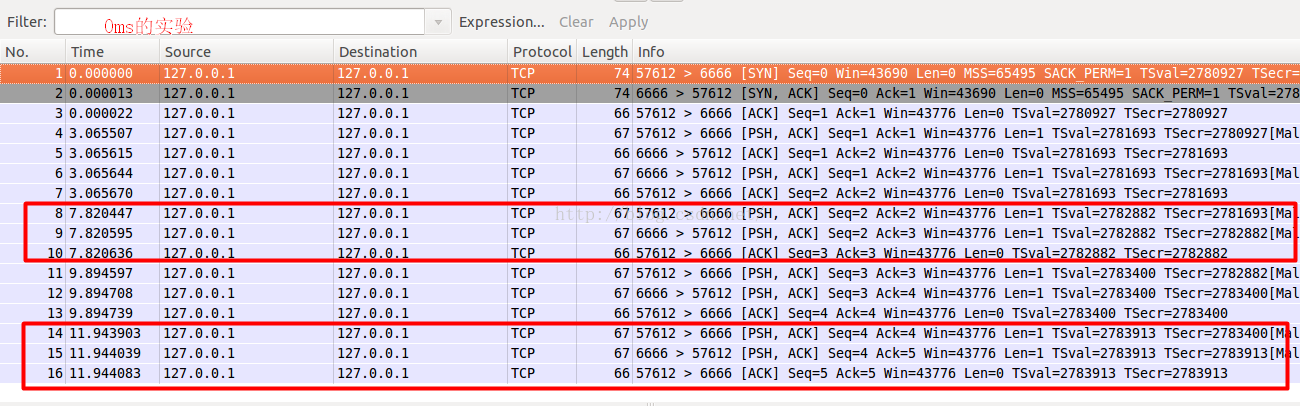 Filter: 0ms的实验 Expression... Clear Apply
No. Time Source Destination Protocol Length Info
1 0.000000 127.0.0.1 127.0.0.1 TCP 74 57612 > 6666 [SYN] Seq=0 Win=43690 Len=0 MSS=65495 SACK_PERM=1 TSval=2780927 TSecr=
2 0.000013 127.0.0.1 127.0.0.1 TCP 74 6666 > 57612 [SYN, ACK] Seq=0 Ack=1 Win=43690 Len=0 MSS=65495 SACK_PERM=1 TSval=278
3 0.000022 127.0.0.1 127.0.0.1 TCP 66 57612 > 6666 [ACK] Seq=1 Ack=1 Win=43776 Len=0 TSval=2780927 TSecr=2780927
4 3.065507 127.0.0.1 127.0.0.1 TCP 67 57612 > 6666 [PSH, ACK] Seq=1 Ack=1 Win=43776 Len=1 TSval=2781693 TSecr=2780927[Mal
5 3.065615 127.0.0.1 127.0.0.1 TCP 66 6666 > 57612 [ACK] Seq=1 Ack=2 Win=43776 Len=0 TSval=2781693 TSecr=2781693
6 3.065644 127.0.0.1 127.0.0.1 TCP 67 6666 > 57612 [PSH, ACK] Seq=1 Ack=2 Win=43776 Len=1 TSval=2781693 TSecr=2781693[Mal
7 3.065670 127.0.0.1 127.0.0.1 TCP 66 57612 > 6666 [ACK] Seq=2 Ack=2 Win=43776 Len=0 TSval=2781693 TSecr=2781693
8 7.820447 127.0.0.1 127.0.0.1 TCP 67 57612 > 6666 [PSH, ACK] Seq=2 Ack=2 Win=43776 Len=1 TSval=2782882 TSecr=2781693[Mal
9 7.820595 127.0.0.1 127.0.0.1 TCP 67 6666 > 57612 [PSH, ACK] Seq=2 Ack=3 Win=43776 Len=1 TSval=2782882 TSecr=2782882[Mal
10 7.820636 127.0.0.1 127.0.0.1 TCP 66 57612 > 6666 [ACK] Seq=3 Ack=3 Win=43776 Len=0 TSval=2782882 TSecr=2782882
11 9.894597 127.0.0.1 127.0.0.1 TCP 67 57612 > 6666 [PSH, ACK] Seq=3 Ack=3 Win=43776 Len=1 TSval=2783400 TSecr=2782882[Mal
12 9.894708 127.0.0.1 127.0.0.1 TCP 67 6666 > 57612 [PSH, ACK] Seq=3 Ack=4 Win=43776 Len=1 TSval=2783400 TSecr=2783400[Mal
13 9.894739 127.0.0.1 127.0.0.1 TCP 66 57612 > 6666 [ACK] Seq=4 Ack=4 Win=43776 Len=0 TSval=2783400 TSecr=2783400
14 11.943903 127.0.0.1 127.0.0.1 TCP 67 57612 > 6666 [PSH, ACK] Seq=4 Ack=4 Win=43776 Len=1 TSval=2783913 TSecr=2783400[Mal
15 11.944039 127.0.0.1 127.0.0.1 TCP 67 6666 > 57612 [PSH, ACK] Seq=4 Ack=5 Win=43776 Len=1 TSval=2783913 TSecr=2783913[Mal
16 11.944083 127.0.0.1 127.0.0.1 TCP 66 57612 > 6666 [ACK] Seq=5 Ack=5 Win=43776 Len=0 TSval=2783913 TSecr=2783913